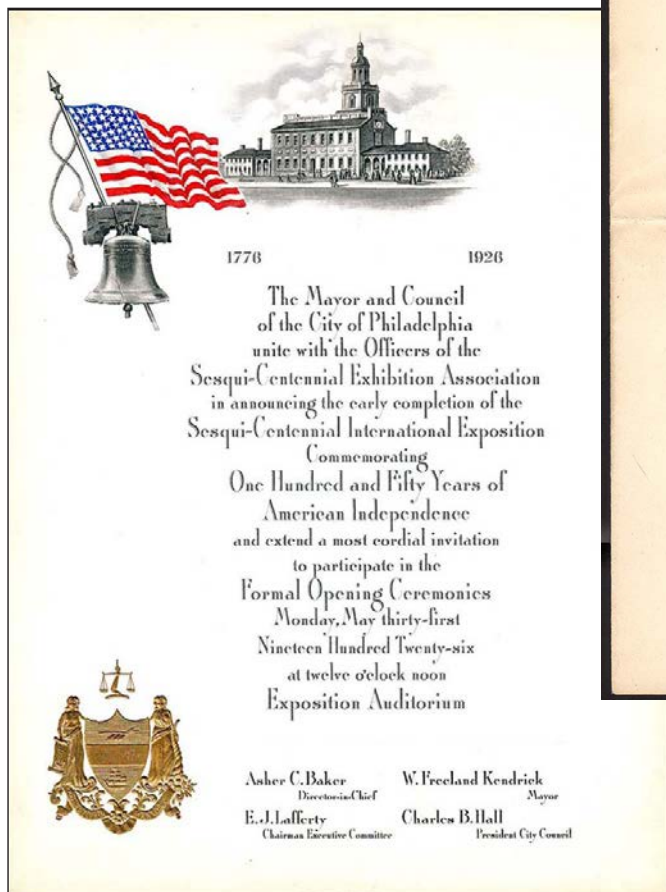 1776 1926
The Mayor and Council
of the City of Philadelphia
unite with the Officers of the
Sesqui-Centennial Exhibition Association
in announcing the early completion of the
Sesqui-Centennial International Exposition
Commemorating
One Hundred and Fifty Years of
American Independence
and extend a most cordial invitation
to participate in the
Formal Opening Ceremonies
Monday, May thirty-first
Nineteen Hundred Twenty-six
at twelve o'clock noon
Exposition Auditorium
Asher C. Baker W. Freeland Kendrick
Director-in-Chief Mayor
E. J. Lafferty Charles B. Hall
Chairman Executive Committee President City Council